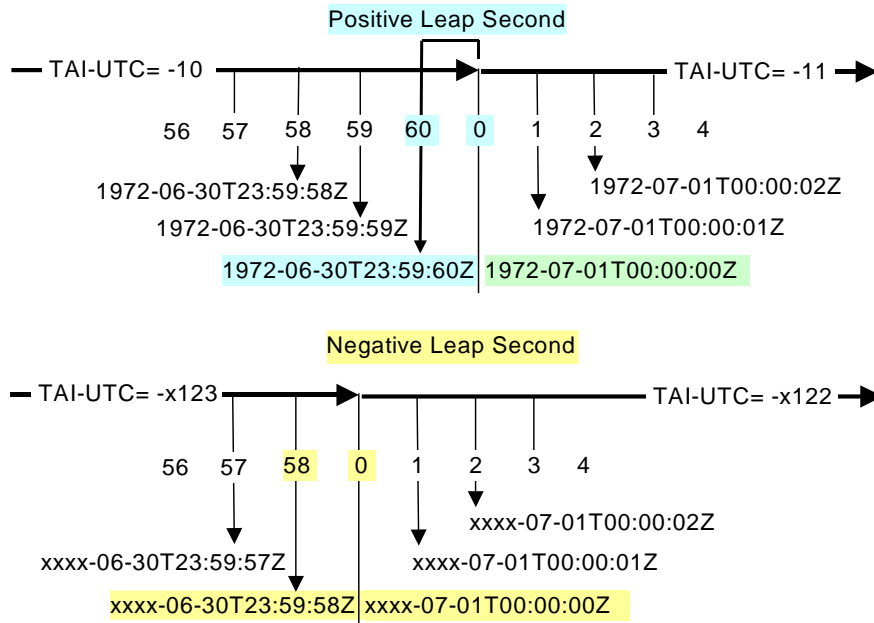 Positive Leap Second
TAI-UTC= -10 TAI-UTC= -11
56 57 58 59 60 0 1 2 3 4
1972-06-30T23:59:58Z 1972-07-01T00:00:02Z
1972-06-30T23:59:59Z 1972-07-01T00:00:01Z
1972-06-30T23:59:60Z 1972-07-01T00:00:00Z
Negative Leap Second
TAI-UTC= -x123 TAI-UTC= -x122
56 57 58 0 1 2 3 4
xxxx-07-01T00:00:02Z
xxxx-06-30T23:59:57Z xxxx-07-01T00:00:01Z
xxxx-06-30T23:59:58Z xxxx-07-01T00:00:00Z